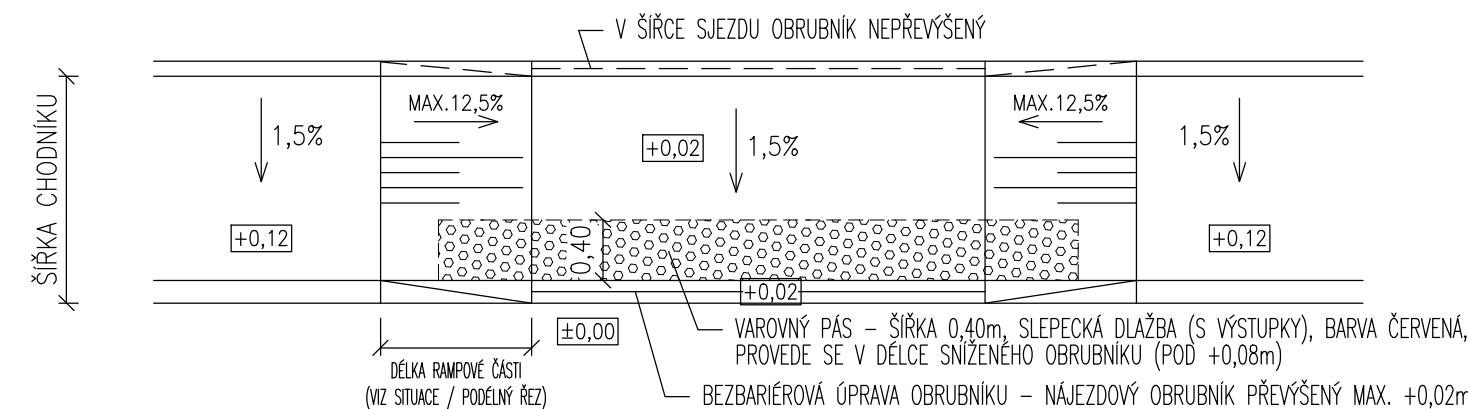 V ŠÍŘCE SJEZDU OBRUBNÍK NEPŘEVÝŠENÝ
ŠÍŘKA CHODNÍKU
MAX.12,5%
MAX.12,5%
1,5%
+0,02
1,5%
1,5%
+0,12
0,40
+0,12
+0,02
±0,00
VAROVNÝ PÁS – ŠÍŘKA 0,40m, SLEPECKÁ DLAŽBA (S VÝSTUPKY), BARVA ČERVENÁ,
PROVEDE SE V DÉLCE SNÍŽENÉHO OBRUBNÍKU (POD +0,08m)
DÉLKA RAMPOVÉ ČÁSTI
(VIZ SITUACE / PODÉLNÝ ŘEZ)
BEZBARIÉROVÁ ÚPRAVA OBRUBNÍKU – NÁJEZDOVÝ OBRUBNÍK PŘEVÝŠENÝ MAX. +0,02m